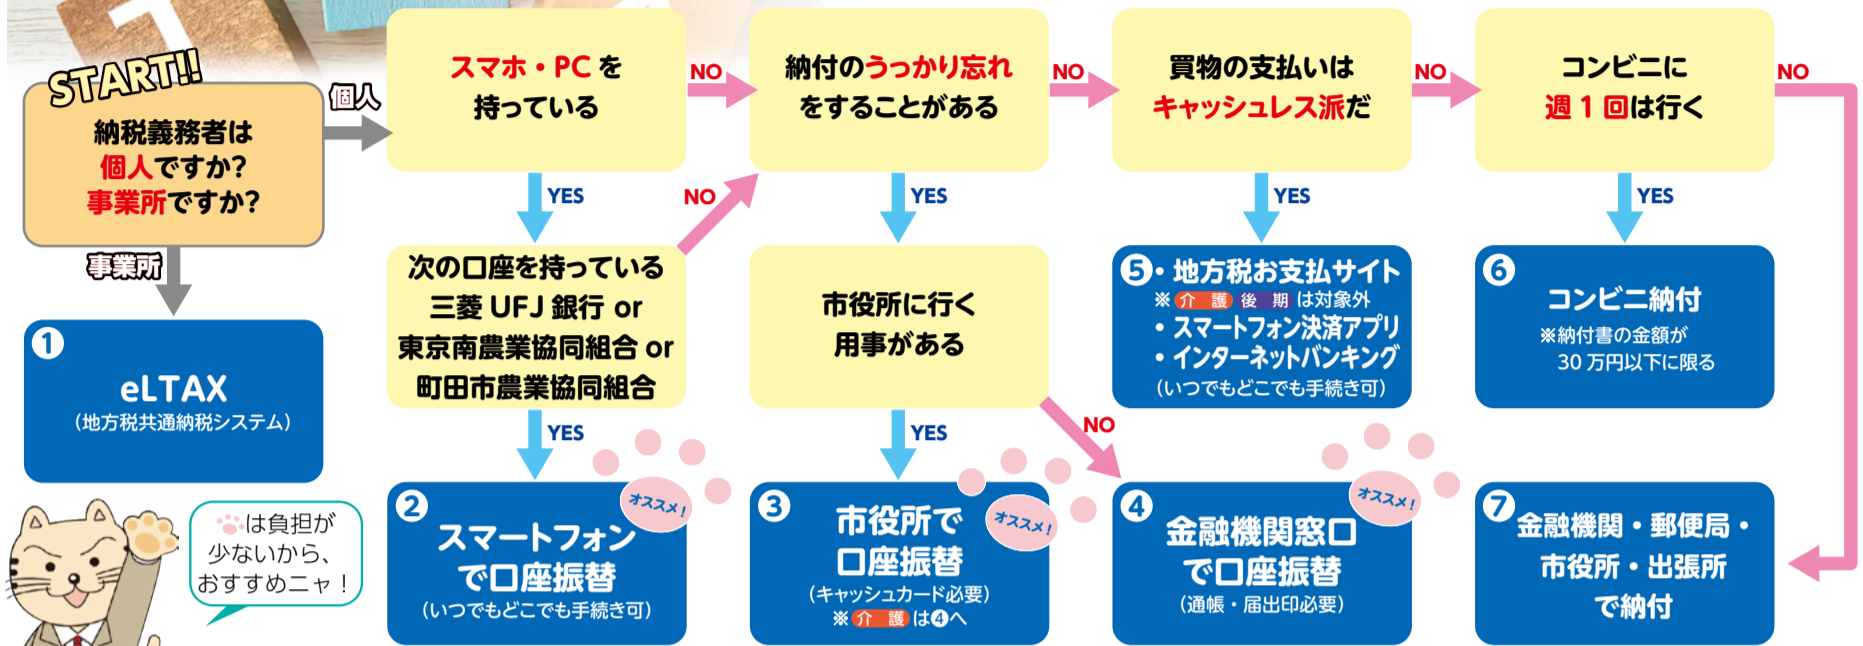 START!!
納税義務者は
個人ですか?
事業所ですか?
個人
事業所
❶
eLTAX
(地方税共通納税システム)
スマホ・PCを
持っている
NO
YES
次の口座を持っている
三菱UFJ銀行 or
東京南農業協同組合 or
町田市農業協同組合
NO
YES
❷
オススメ!
スマートフォン
で口座振替
(いつでもどこでも手続き可)
納付のうっかり忘れ
をすることがある
NO
YES
市役所に行く
用事がある
NO
YES
❸
オススメ!
市役所で
口座振替
(キャッシュカード必要)
※介護は❹へ
買物の支払いは
キャッシュレス派だ
NO
YES
❺・地方税お支払サイト
※介護 後期 は対象外
・スマートフォン決済アプリ
・インターネットバンキング
(いつでもどこでも手続き可)
❹
オススメ!
金融機関窓口
で口座振替
(通帳・届出印必要)
コンビニに
週1回は行く
NO
YES
❻
コンビニ納付
※納付書の金額が
30万円以下に限る
❼
金融機関・郵便局・
市役所・出張所
で納付
は負担が
少ないから、
おすすめニャ!